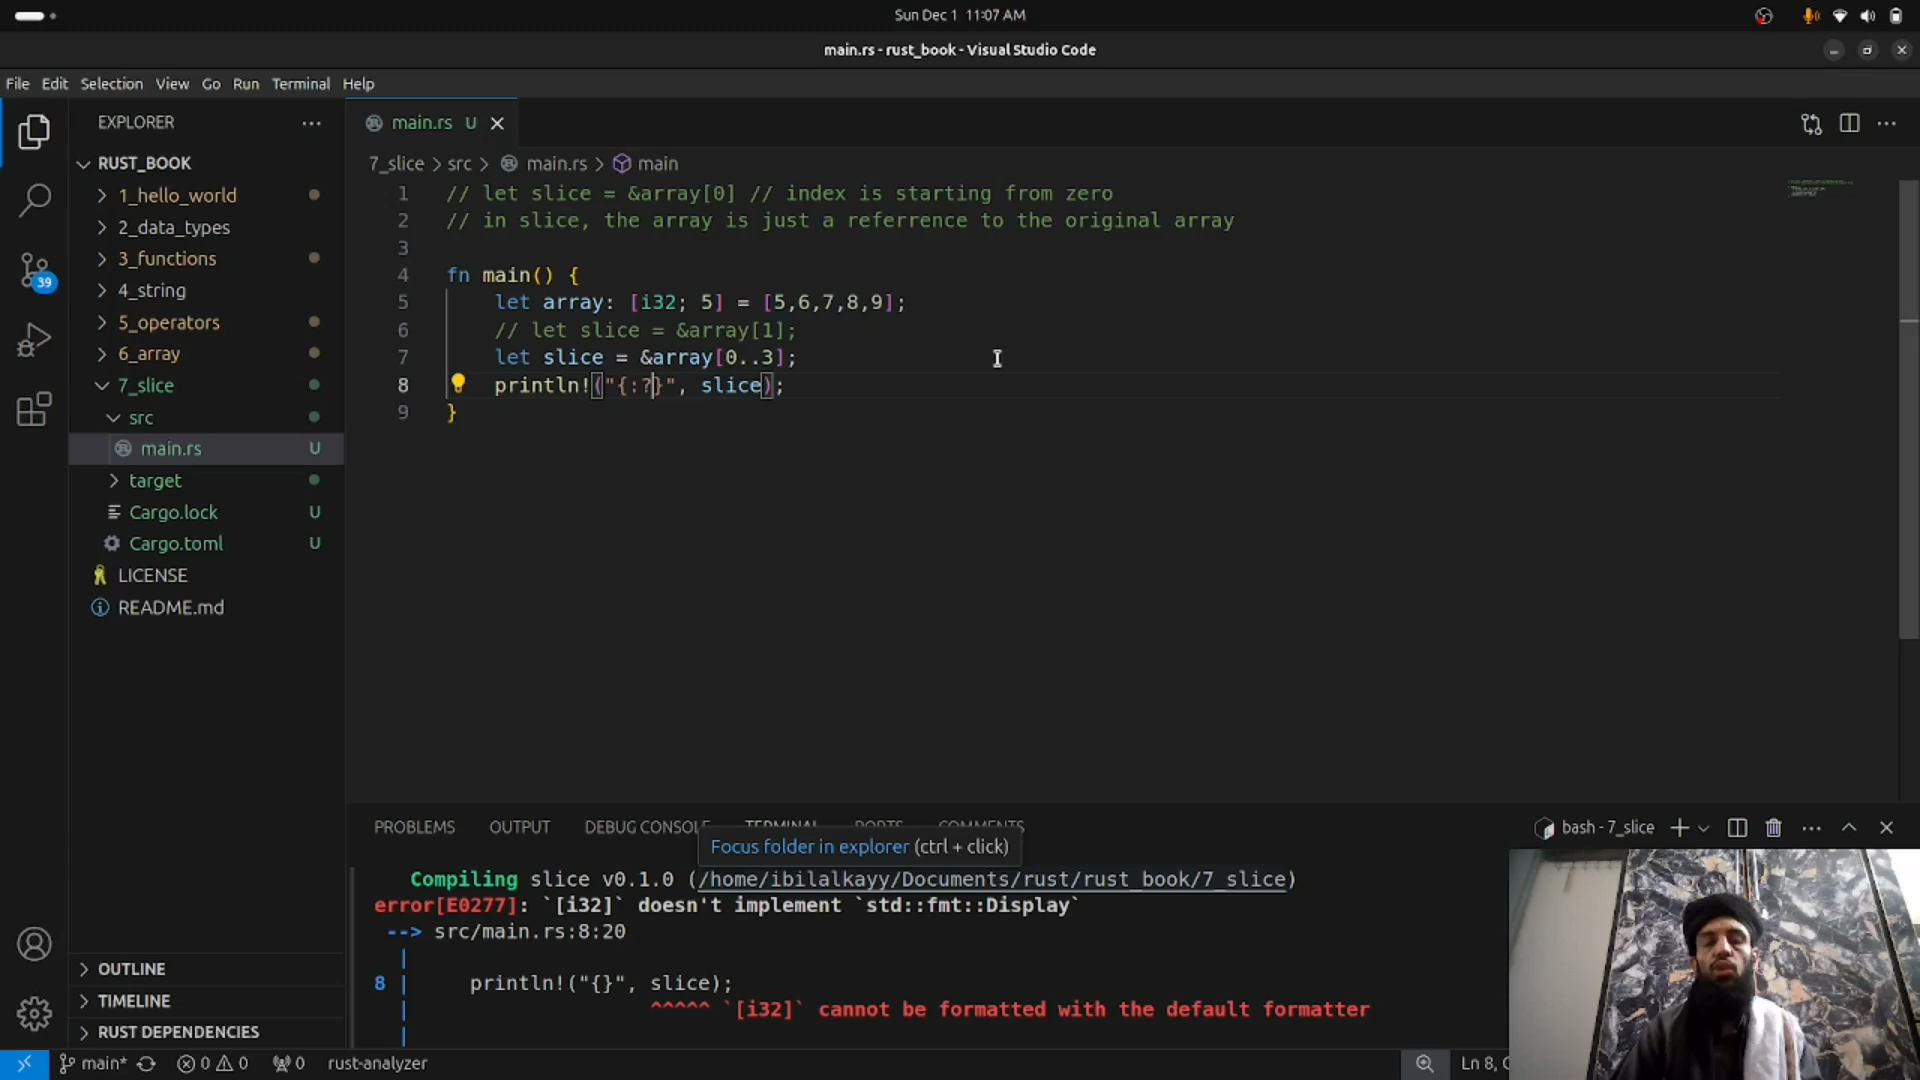 Sun Dec 1 11:07 AM
main.rs - rust_book - Visual Studio Code
File Edit Selection View Go Run Terminal Help
EXPLORER
main.rs U
RUST_BOOK
7_slice > src > main.rs > main
1_hello_world
2_data_types
3_functions
4_string
5_operators
6_array
7_slice
src
main.rs U
target
Cargo.lock U
Cargo.toml U
LICENSE
README.md
39
1 // let slice = &array[0] // index is starting from zero
2 // in slice, the array is just a referrence to the original array
3
4 fn main() {
5 let array: [i32; 5] = [5,6,7,8,9];
6 // let slice = &array[1];
7 let slice = &array[0..3];
8 println!("{:?}", slice);
9 }
PROBLEMS OUTPUT DEBUG CONSOLE TERMINAL PORTS COMMENTS
bash - 7_slice
Focus folder in explorer (ctrl + click)
Compiling slice v0.1.0 (/home/ibilalkayy/Documents/rust/rust_book/7_slice)
error[E0277]: `[i32]` doesn't implement `std::fmt::Display`
--> src/main.rs:8:20
|
8 | println!("{}", slice);
| ^^^^^ `[i32]` cannot be formatted with the default formatter
|
OUTLINE
TIMELINE
RUST DEPENDENCIES
main* 0 0 0 rust-analyzer
Ln 8,